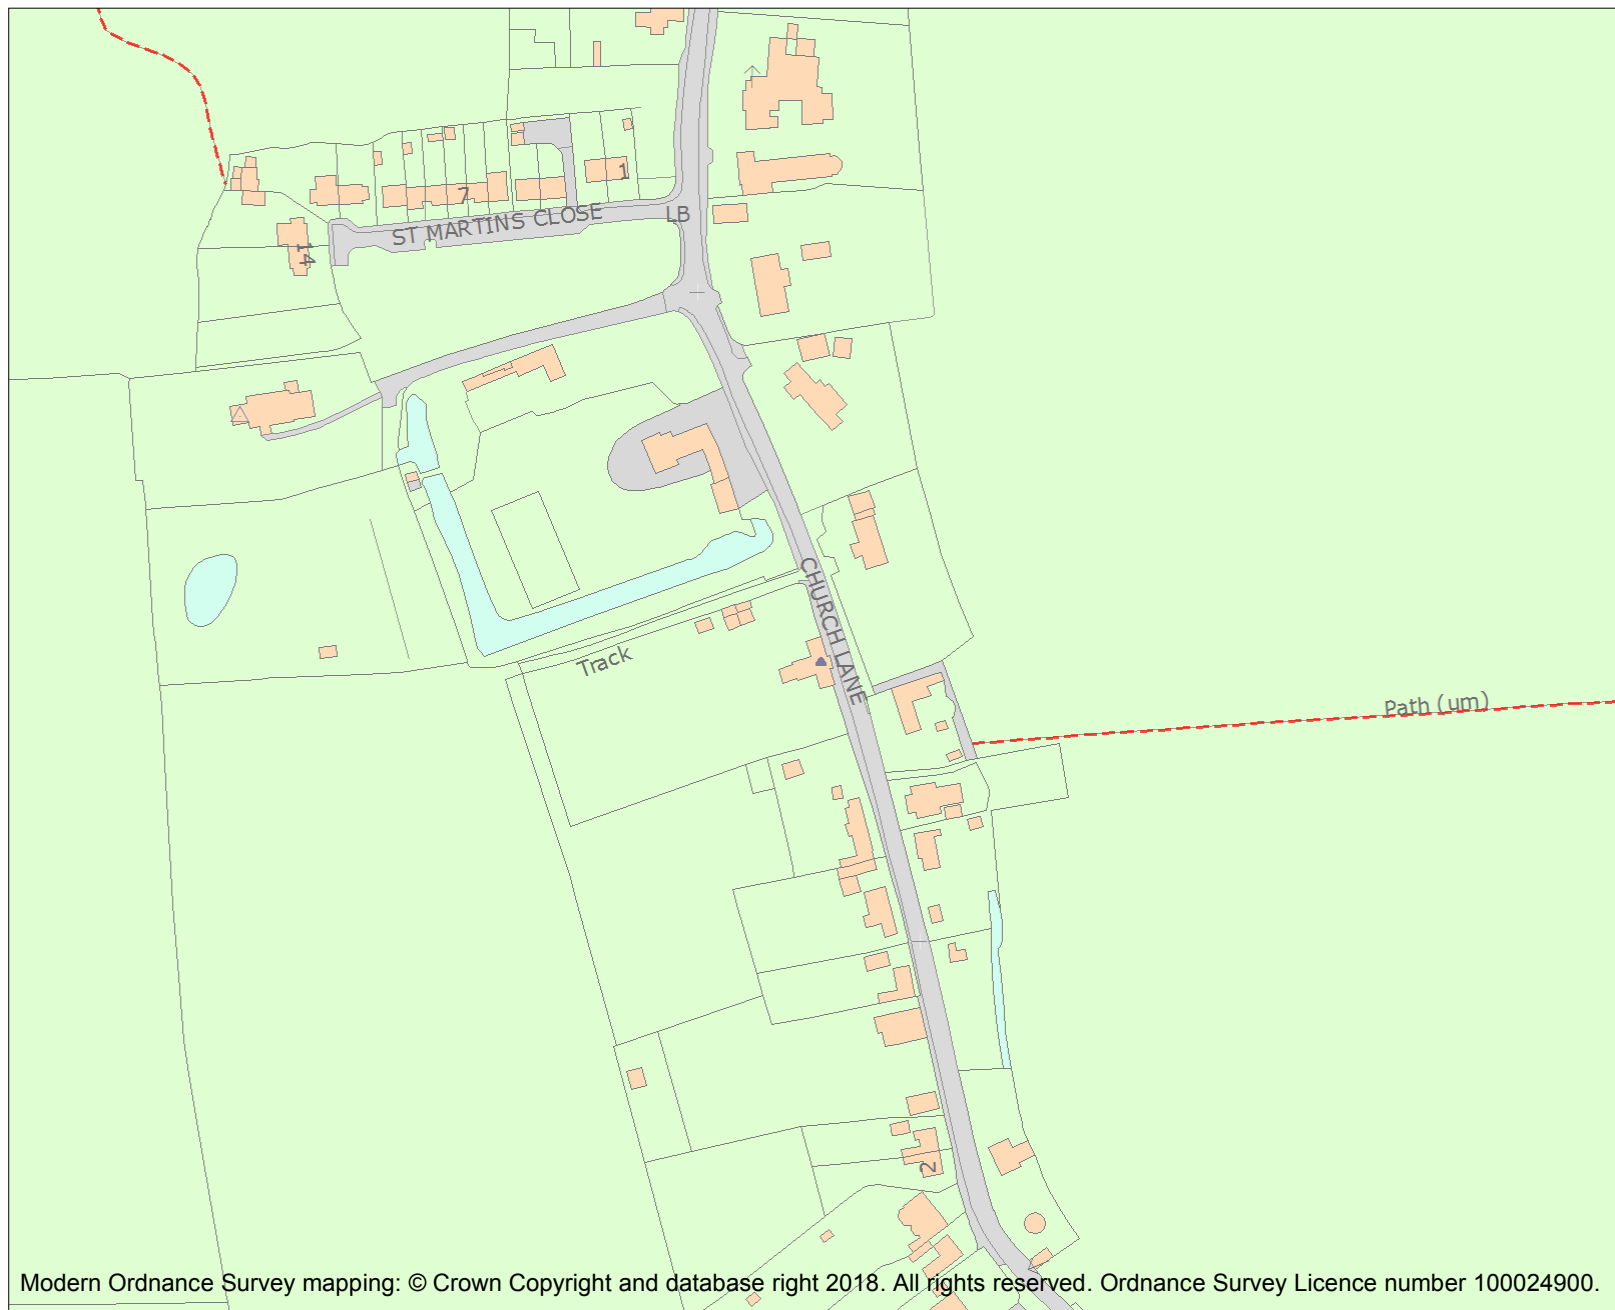 1
7
LB
ST MARTINS CLOSE
14
CHURCH LANE
Track
Path (um)
2
Modern Ordnance Survey mapping: © Crown Copyright and database right 2018. All rights reserved. Ordnance Survey Licence number 100024900.